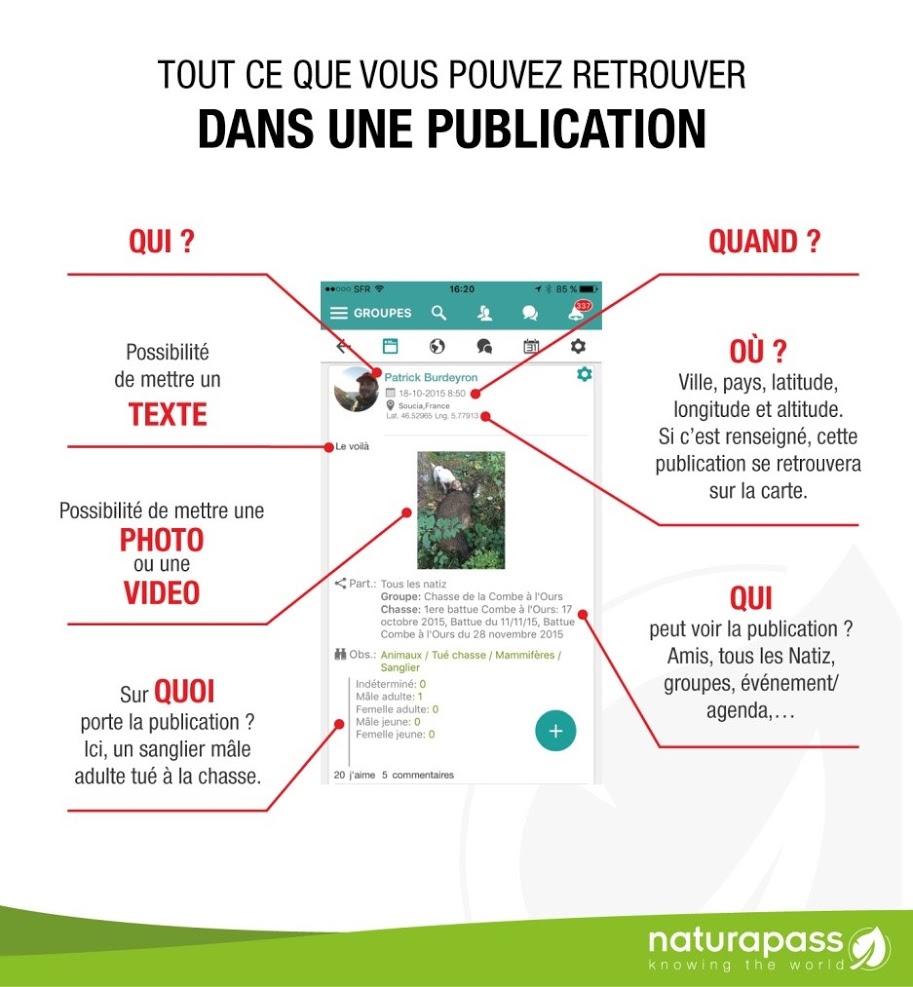 TOUT CE QUE VOUS POUVEZ RETROUVER
DANS UNE PUBLICATION
QUI ?
QUAND ?
Possibilité
de mettre un
TEXTE
Possibilité de mettre une
PHOTO
ou une
VIDEO
Sur QUOI
porte la publication ?
Ici, un sanglier mâle
adulte tué à la chasse.
SFR 16:20 85 %
GROUPES 337
31
Patrick Burdeyron
18-10-2015 8:50
Soucia,France
Lat. 46.52965 Lng. 5.77913
Le voilà
Part.: Tous les natiz
Groupe: Chasse de la Combe à l'Ours
Chasse: 1ere battue Combe à l'Ours: 17
octobre 2015, Battue du 11/11/15, Battue
Combe à l'Ours du 28 novembre 2015
Obs.: Animaux / Tué chasse / Mammifères /
Sanglier
Indéterminé: 0
Mâle adulte: 1
Femelle adulte: 0
Mâle jeune: 0
Femelle jeune: 0
+
20 j'aime 5 commentaires
OÙ ?
Ville, pays, latitude,
longitude et altitude.
Si c'est renseigné, cette
publication se retrouvera
sur la carte.
QUI
peut voir la publication ?
Amis, tous les Natiz,
groupes, événement/
agenda,...
naturapass
knowing the world